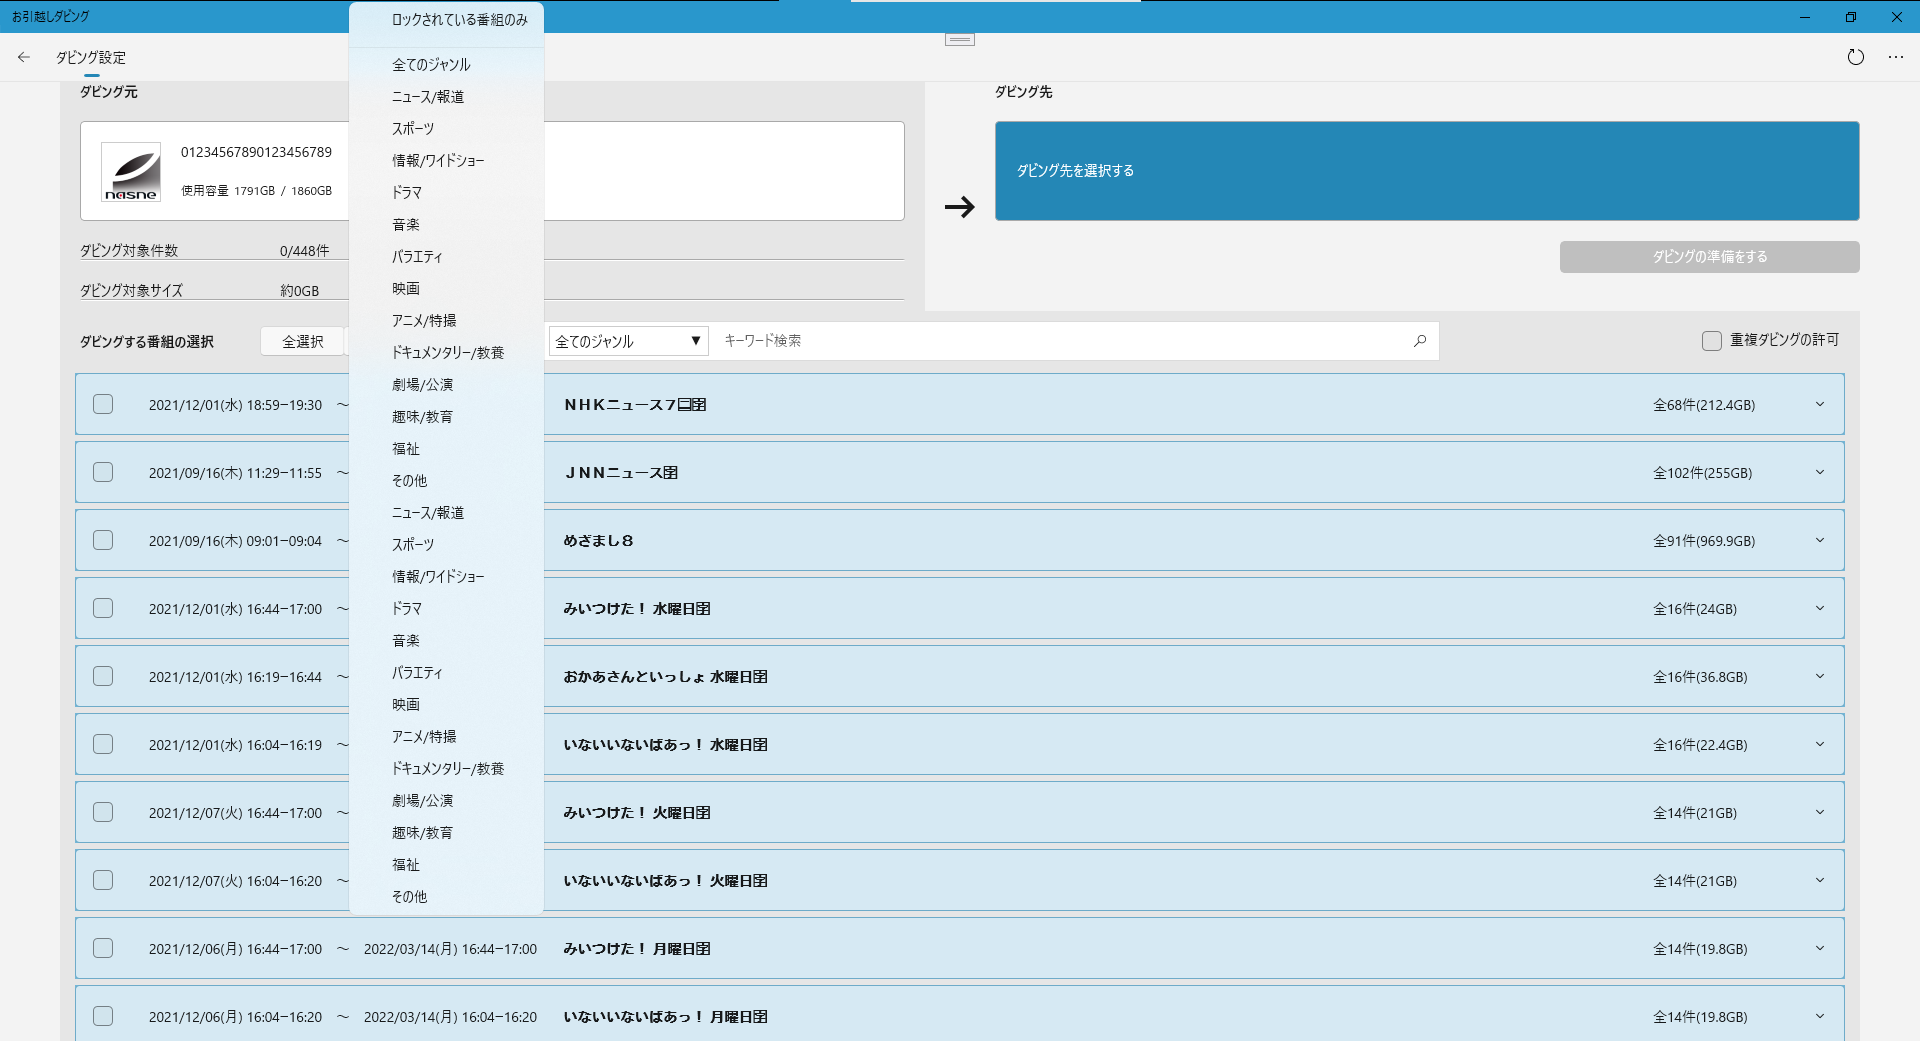 お引越しダビング
ダビング設定
ダビング元
nasne
01234567890123456789
使用容量 1791GB / 1860GB
ダビング対象件数 0/448件
ダビング対象サイズ 約0GB
ダビング先
ダビング先を選択する
ダビングの準備をする
ダビングする番組の選択
全選択
全てのジャンル ▼
キーワード検索
重複ダビングの許可
ロックされている番組のみ
全てのジャンル
ニュース/報道
スポーツ
情報/ワイドショー
ドラマ
音楽
バラエティ
映画
アニメ/特撮
ドキュメンタリー/教養
劇場/公演
趣味/教育
福祉
その他
ニュース/報道
スポーツ
情報/ワイドショー
ドラマ
音楽
バラエティ
映画
アニメ/特撮
ドキュメンタリー/教養
劇場/公演
趣味/教育
福祉
その他
2021/12/01(水) 18:59−19:30 ～ ＮＨＫニュース７🈔🈑 全68件(212.4GB)
2021/09/16(木) 11:29−11:55 ～ ＪＮＮニュース🈑 全102件(255GB)
2021/09/16(木) 09:01−09:04 ～ めざまし８ 全91件(969.9GB)
2021/12/01(水) 16:44−17:00 ～ みいつけた！ 水曜日🈑 全16件(24GB)
2021/12/01(水) 16:19−16:44 ～ おかあさんといっしょ 水曜日🈑 全16件(36.8GB)
2021/12/01(水) 16:04−16:19 ～ いないいないばあっ！ 水曜日🈑 全16件(22.4GB)
2021/12/07(火) 16:44−17:00 ～ みいつけた！ 火曜日🈑 全14件(21GB)
2021/12/07(火) 16:04−16:20 ～ いないいないばあっ！ 火曜日🈑 全14件(21GB)
2021/12/06(月) 16:44−17:00 ～ 2022/03/14(月) 16:44−17:00 みいつけた！ 月曜日🈑 全14件(19.8GB)
2021/12/06(月) 16:04−16:20 ～ 2022/03/14(月) 16:04−16:20 いないいないばあっ！ 月曜日🈑 全14件(19.8GB)